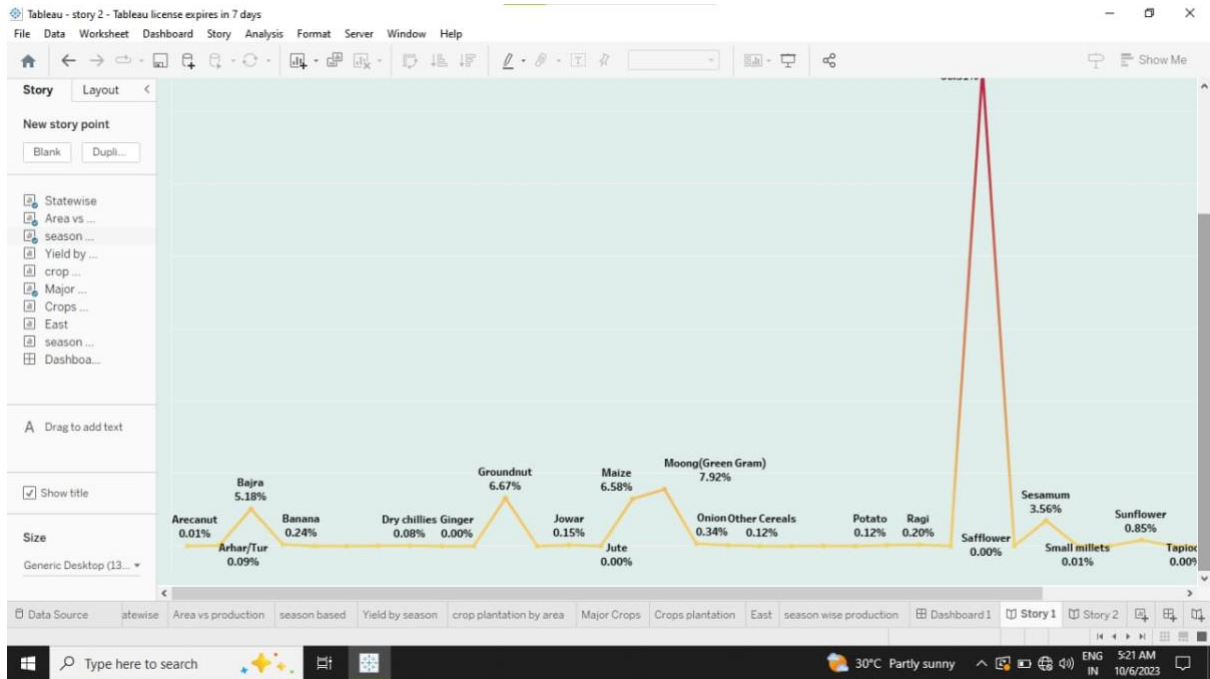 Tableau - story 2 - Tableau license expires in 7 days
File Data Worksheet Dashboard Story Analysis Format Server Window Help
Show Me
Story Layout
New story point
Blank Dupli...
Statewise
Area vs ...
season ...
Yield by ...
crop ...
Major ...
Crops ...
East
season ...
Dashboa...
A Drag to add text
Show title
Size
Generic Desktop (13...
Arecanut
0.01%
Bajra
5.18%
Arhar/Tur
0.09%
Banana
0.24%
Dry chillies
0.08%
Ginger
0.00%
Groundnut
6.67%
Jowar
0.15%
Maize
6.58%
Jute
0.00%
Moong(Green Gram)
7.92%
Onion
0.34%
Other Cereals
0.12%
Potato
0.12%
Ragi
0.20%
Safflower
0.00%
Sesamum
3.56%
Small millets
0.01%
Sunflower
0.85%
Tapioc
0.00%
Data Source atewise Area vs production season based Yield by season crop plantation by area Major Crops Crops plantation East season wise production Dashboard 1 Story 1 Story 2
Type here to search
30°C Partly sunny
ENG
IN
5:21 AM
10/6/2023